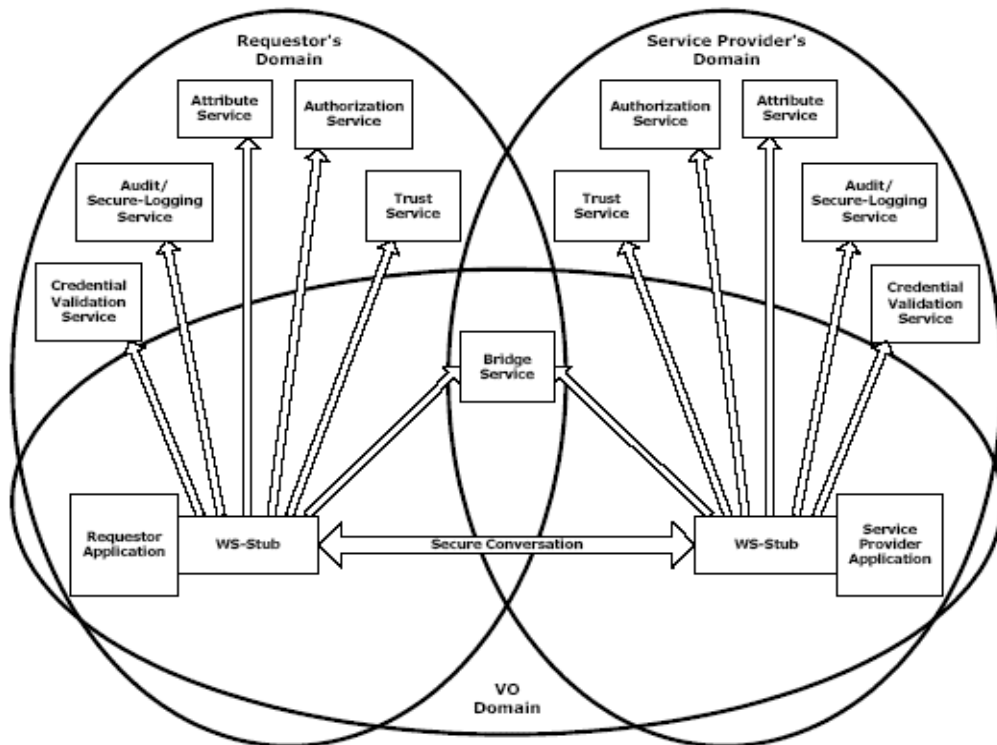 Requestor's
Domain
Service Provider's
Domain
Attribute
Service
Authorization
Service
Authorization
Service
Attribute
Service
Audit/
Secure-Logging
Service
Trust
Service
Trust
Service
Audit/
Secure-Logging
Service
Credential
Validation
Service
Credential
Validation
Service
Bridge
Service
Requestor
Application
WS-Stub
Secure Conversation
WS-Stub
Service
Provider
Application
VO
Domain